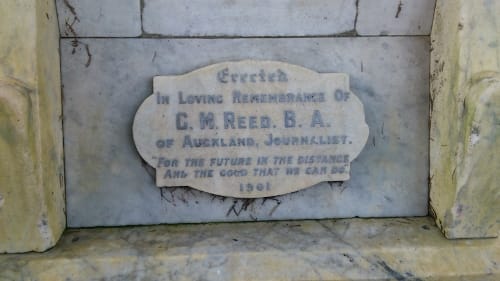 Erected
In Loving Remembrance Of
G. M. Reed. B. A.
of Auckland, Journalist.
"For the future in the distance
And the good that we can do."
1901